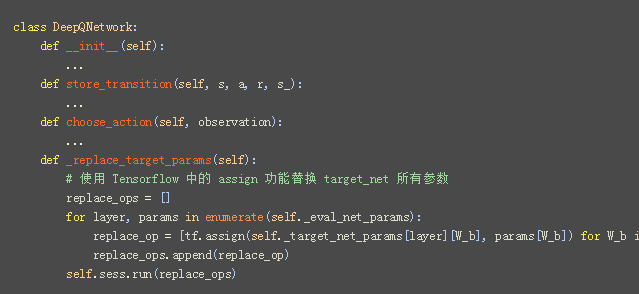 class DeepQNetwork:
def __init__(self):
...
def store_transition(self, s, a, r, s_):
...
def choose_action(self, observation):
...
def _replace_target_params(self):
# 使用 Tensorflow 中的 assign 功能替换 target_net 所有参数
replace_ops = []
for layer, params in enumerate(self._eval_net_params):
replace_op = [tf.assign(self._target_net_params[layer][W_b], params[W_b]) for W_b i
replace_ops.append(replace_op)
self.sess.run(replace_ops)